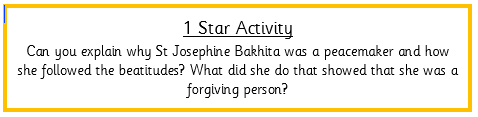 1 Star Activity
Can you explain why St Josephine Bakhita was a peacemaker and how
she followed the beatitudes? What did she do that showed that she was a
forgiving person?